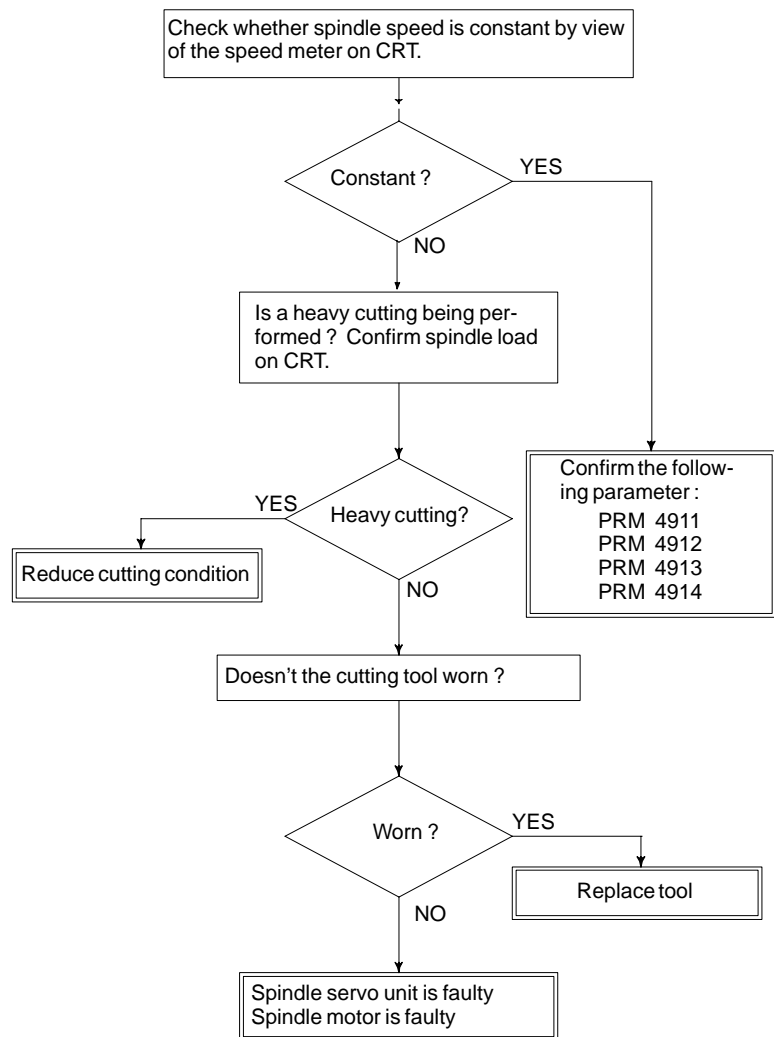 Check whether spindle speed is constant by view
of the speed meter on CRT.
Constant ?
YES
NO
Is a heavy cutting being per-
formed ? Confirm spindle load
on CRT.
Confirm the follow-
ing parameter :
PRM 4911
PRM 4912
PRM 4913
PRM 4914
YES
Heavy cutting?
Reduce cutting condition
NO
Doesn't the cutting tool worn ?
Worn ?
YES
Replace tool
NO
Spindle servo unit is faulty
Spindle motor is faulty